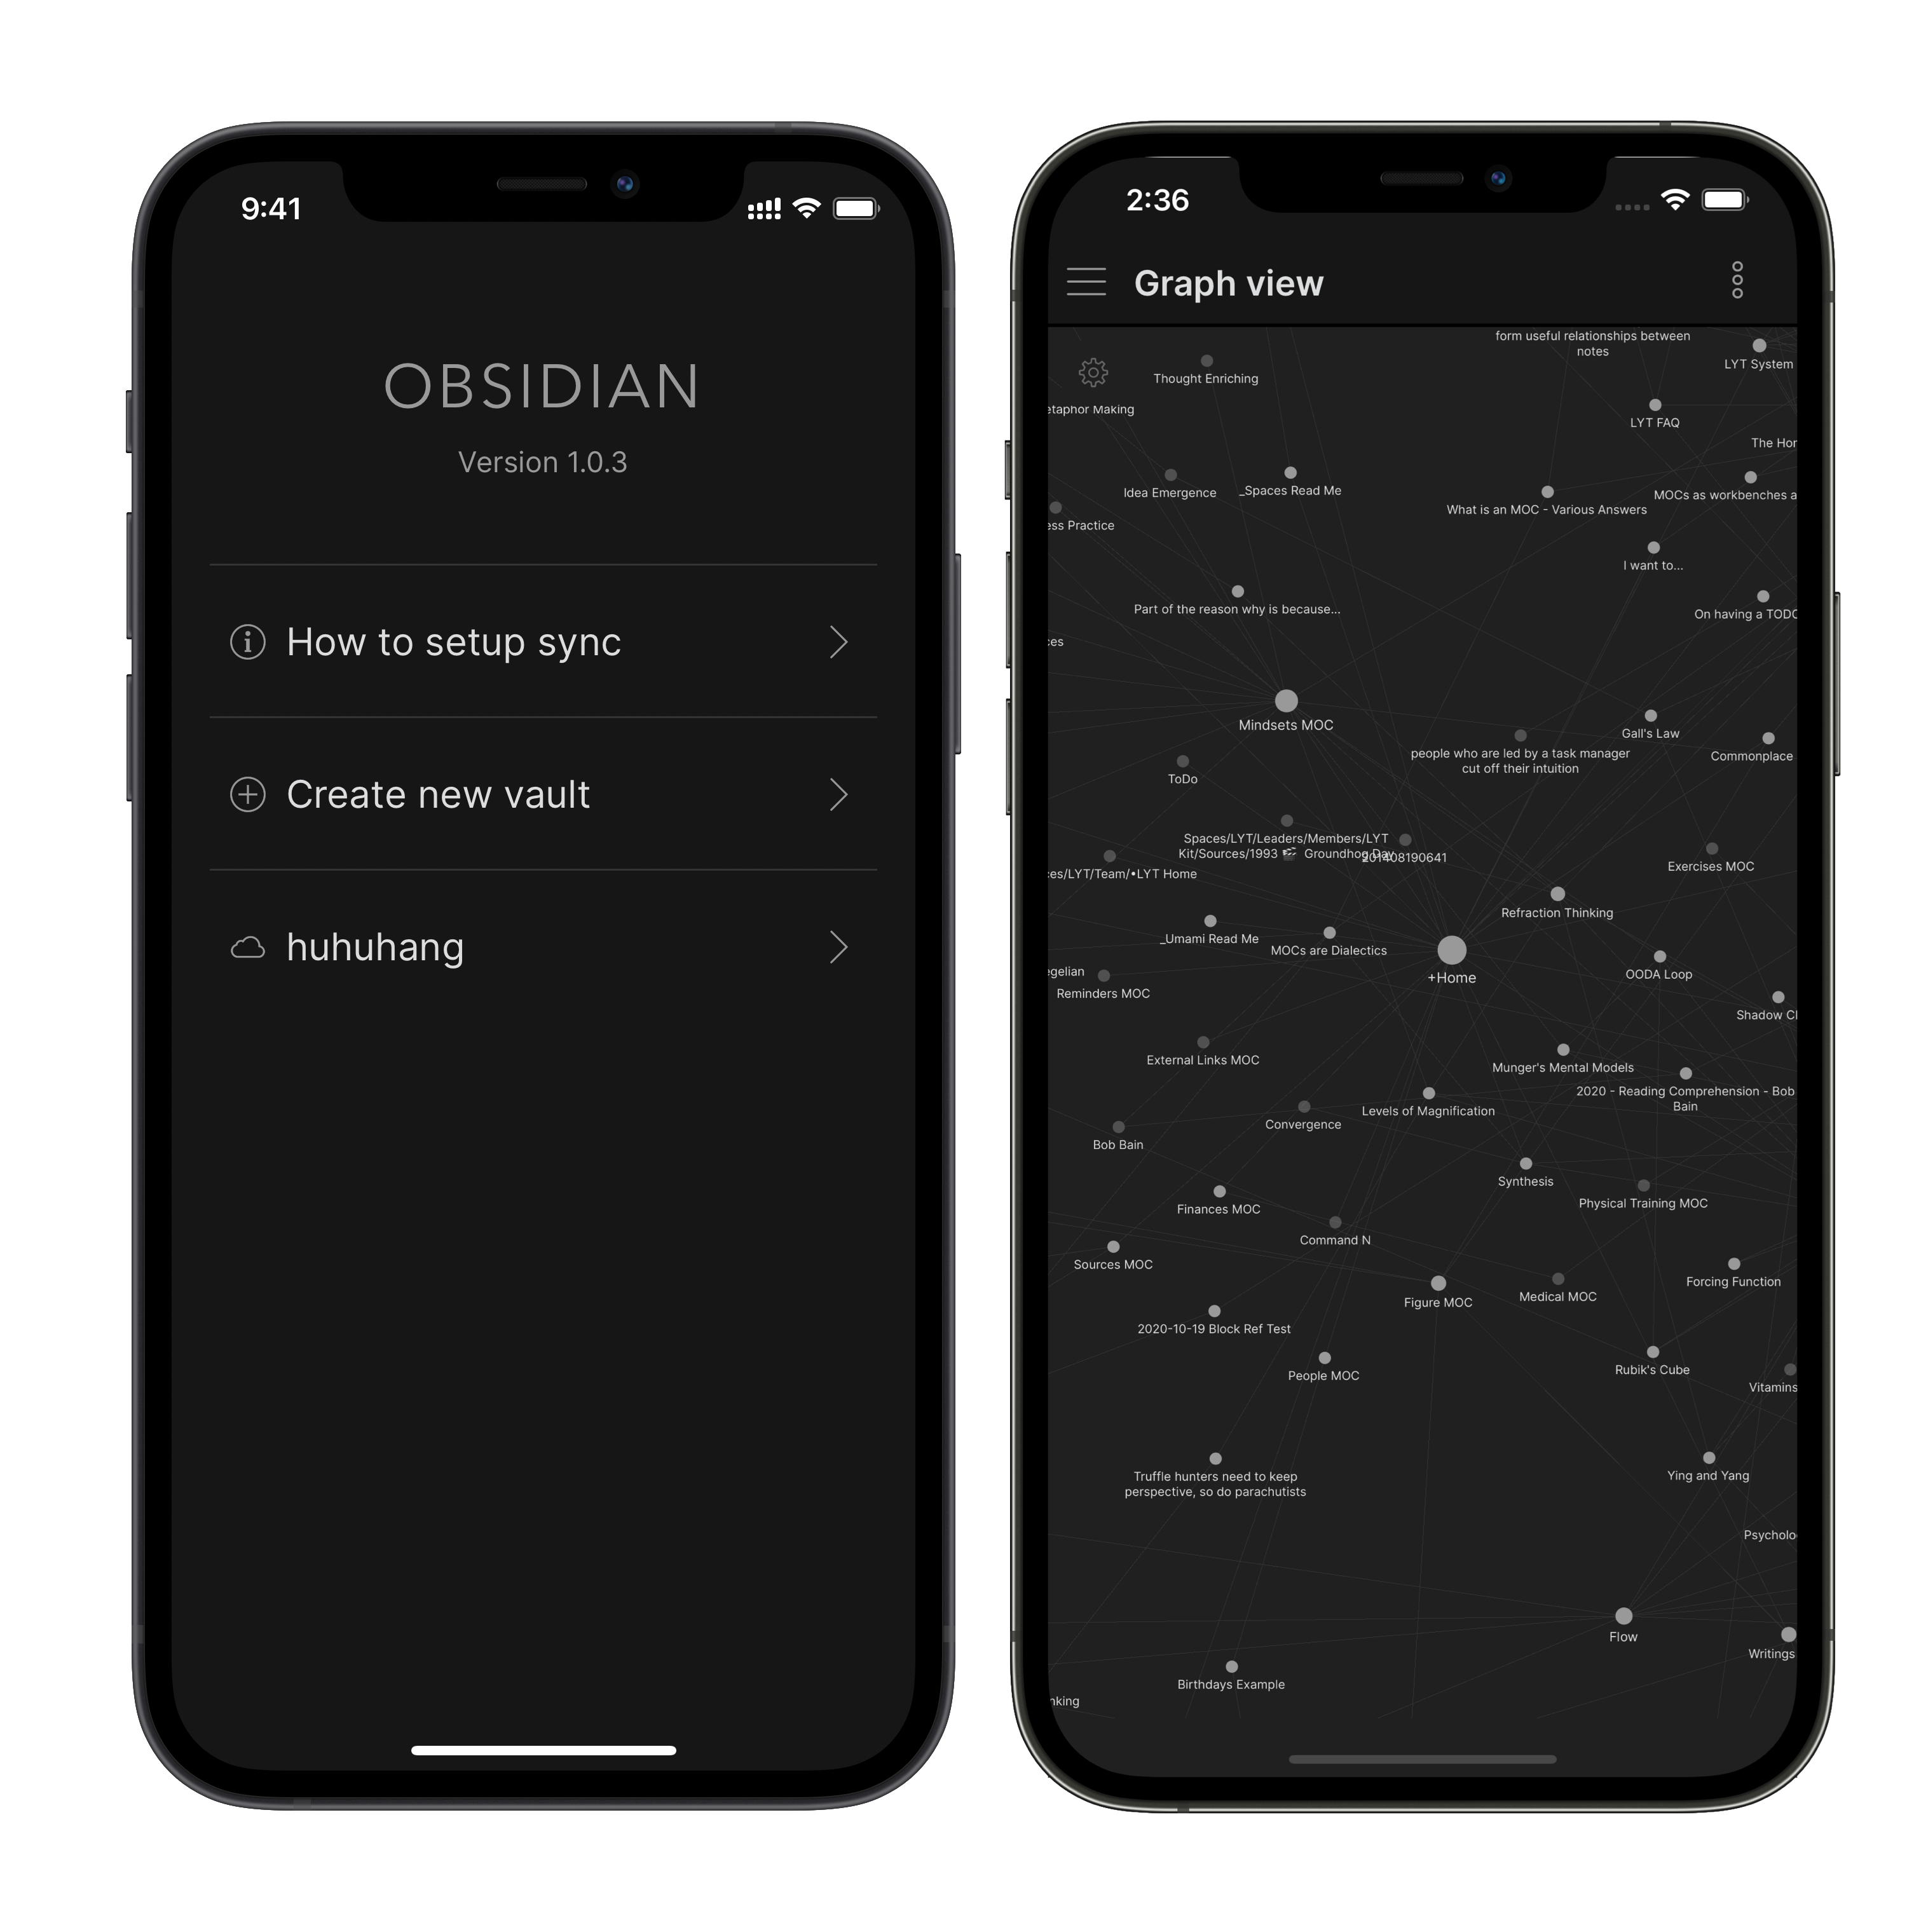 9:41
OBSIDIAN
Version 1.0.3
How to setup sync
Create new vault
huhuhang
2:36
Graph view
form useful relationships between
notes
LYT System
Thought Enriching
etaphor Making
LYT FAQ
The Hor
Idea Emergence
_Spaces Read Me
MOCs as workbenches a
What is an MOC - Various Answers
ess Practice
I want to...
Part of the reason why is because...
On having a TODO
ces
Mindsets MOC
Gall's Law
people who are led by a task manager
cut off their intuition
Commonplace
ToDo
Spaces/LYT/Leaders/Members/LYT
Kit/Sources/1993 🎬 Groundhog Day
201408190641
Exercises MOC
ces/LYT/Team/•LYT Home
Refraction Thinking
_Umami Read Me
MOCs are Dialectics
egelian
+Home
OODA Loop
Reminders MOC
Shadow Cl
External Links MOC
Munger's Mental Models
2020 - Reading Comprehension - Bob
Bain
Levels of Magnification
Convergence
Bob Bain
Synthesis
Physical Training MOC
Finances MOC
Command N
Sources MOC
Forcing Function
Medical MOC
Figure MOC
2020-10-19 Block Ref Test
Rubik's Cube
People MOC
Vitamins
Truffle hunters need to keep
perspective, so do parachutists
Ying and Yang
Psycholo
Flow
Writings
Birthdays Example
nking